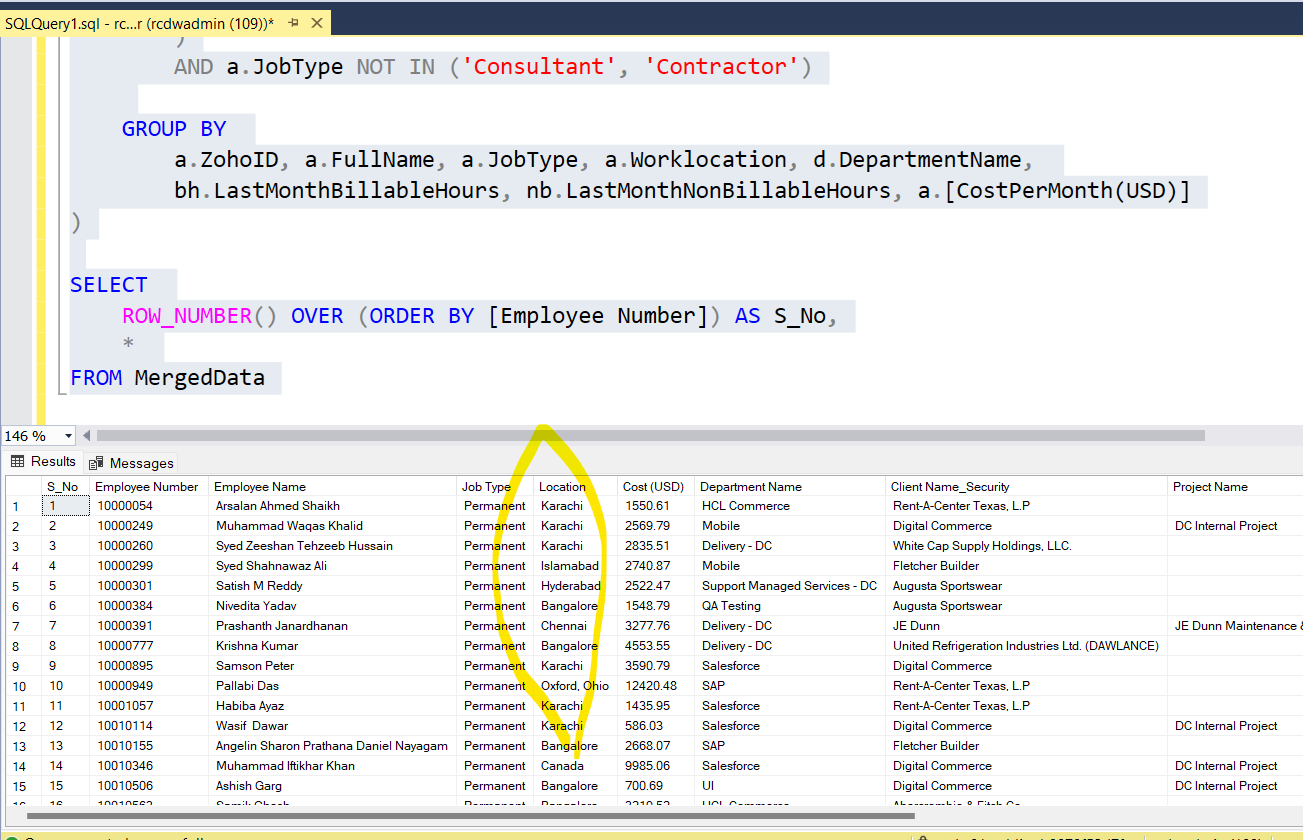 SQLQuery1.sql - rc...r (rcdwadmin (109))*
)
AND a.JobType NOT IN ('Consultant', 'Contractor')
GROUP BY
a.ZohoID, a.FullName, a.JobType, a.Worklocation, d.DepartmentName,
bh.LastMonthBillableHours, nb.LastMonthNonBillableHours, a.[CostPerMonth(USD)]
)
SELECT
ROW_NUMBER() OVER (ORDER BY [Employee Number]) AS S_No,
*
FROM MergedData
146 %
Results Messages
S_No Employee Number Employee Name Job Type Location Cost (USD) Department Name Client Name_Security Project Name
1 1 10000054 Arsalan Ahmed Shaikh Permanent Karachi 1550.61 HCL Commerce Rent-A-Center Texas, L.P
2 2 10000249 Muhammad Waqas Khalid Permanent Karachi 2569.79 Mobile Digital Commerce DC Internal Project
3 3 10000260 Syed Zeeshan Tehzeeb Hussain Permanent Karachi 2835.51 Delivery - DC White Cap Supply Holdings, LLC.
4 4 10000299 Syed Shahnawaz Ali Permanent Islamabad 2740.87 Mobile Fletcher Builder
5 5 10000301 Satish M Reddy Permanent Hyderabad 2522.47 Support Managed Services - DC Augusta Sportswear
6 6 10000384 Nivedita Yadav Permanent Bangalore 1548.79 QA Testing Augusta Sportswear
7 7 10000391 Prashanth Janardhanan Permanent Chennai 3277.76 Delivery - DC JE Dunn JE Dunn Maintenance &
8 8 10000777 Krishna Kumar Permanent Bangalore 4553.55 Delivery - DC United Refrigeration Industries Ltd. (DAWLANCE)
9 9 10000895 Samson Peter Permanent Karachi 3590.79 Salesforce Digital Commerce
10 10 10000949 Pallabi Das Permanent Oxford, Ohio 12420.48 SAP Rent-A-Center Texas, L.P
11 11 10001057 Habiba Ayaz Permanent Karachi 1435.95 Salesforce Rent-A-Center Texas, L.P
12 12 10010114 Wasif Dawar Permanent Karachi 586.03 Salesforce Digital Commerce DC Internal Project
13 13 10010155 Angelin Sharon Prathana Daniel Nayagam Permanent Bangalore 2668.07 SAP Fletcher Builder
14 14 10010346 Muhammad Iftikhar Khan Permanent Canada 9985.06 Salesforce Digital Commerce DC Internal Project
15 15 10010506 Ashish Garg Permanent Bangalore 700.69 UI Digital Commerce DC Internal Project